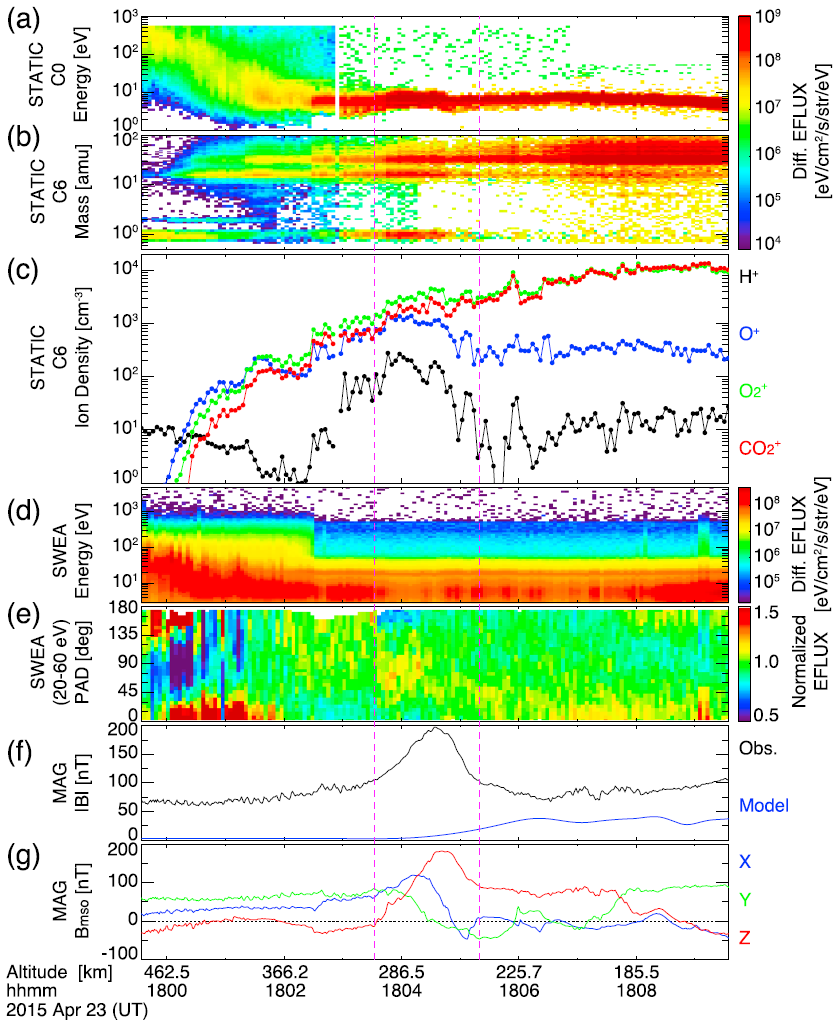 (a)
STATIC
C0
Energy [eV]
10³
10²
10¹
10⁰
(b)
STATIC
C6
Mass [amu]
10²
10¹
10⁰
10⁹
10⁸
10⁷
10⁶
10⁵
10⁴
Diff. EFLUX
[eV/cm²/s/str/eV]
(c)
STATIC
C6
Ion Density [cm⁻³]
10⁴
10³
10²
10¹
10⁰
H⁺
O⁺
O₂⁺
CO₂⁺
(d)
SWEA
Energy [eV]
10³
10²
10¹
10⁸
10⁷
10⁶
10⁵
Diff. EFLUX
[eV/cm²/s/str/eV]
(e)
SWEA
(20-60 eV)
PAD [deg]
180
135
90
45
0
1.5
1.0
0.5
Normalized
EFLUX
(f)
MAG
|B| [nT]
200
150
100
50
0
Obs.
Model
(g)
MAG
Bmso [nT]
200
100
0
-100
X
Y
Z
Altitude [km] 462.5 366.2 286.5 225.7 185.5
hhmm 1800 1802 1804 1806 1808
2015 Apr 23 (UT)